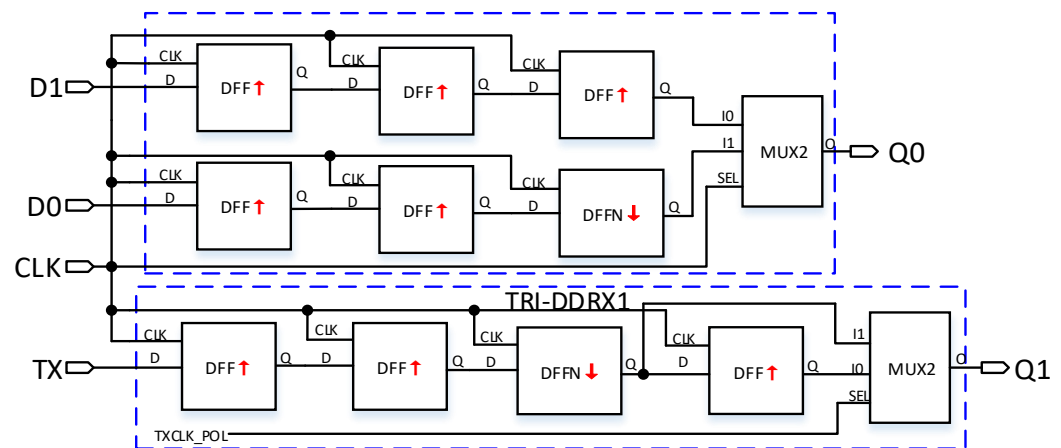 CLK
CLK
CLK
D1
D
DFF
Q
D
DFF
Q
D
DFF
Q
I0
I1
MUX2
O
Q0
SEL
CLK
CLK
CLK
D0
D
DFF
Q
D
DFF
Q
D
DFFN
Q
CLK
TRI-DDRX1
CLK
CLK
CLK
CLK
TX
D
DFF
Q
D
DFF
Q
D
DFFN
Q
D
DFF
Q
I1
I0
MUX2
O
Q1
SEL
TXCLK_POL